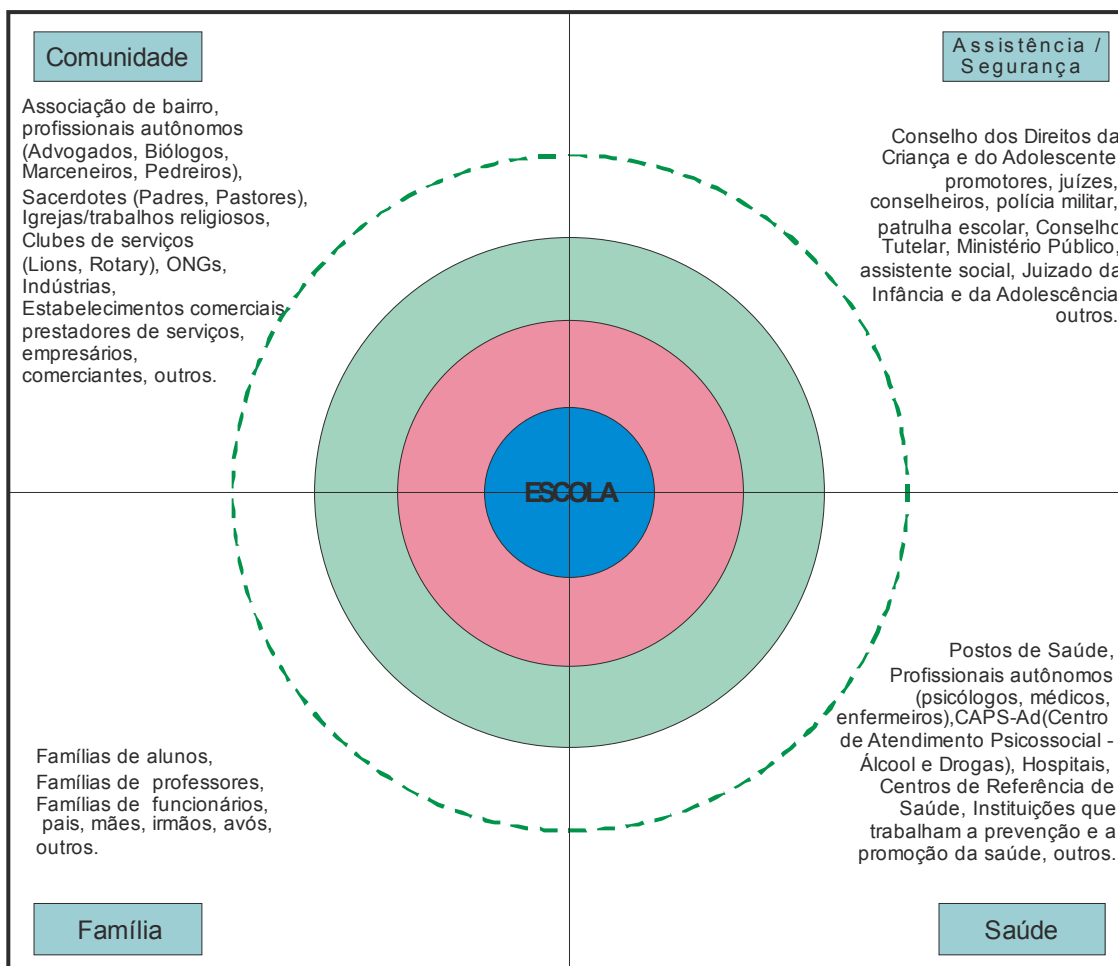 Comunidade
Associação de bairro,
profissionais autônomos
(Advogados, Biólogos,
Marceneiros, Pedreiros),
Sacerdotes (Padres, Pastores),
Igrejas/trabalhos religiosos,
Clubes de serviços
(Lions, Rotary), ONGs,
Indústrias,
Estabelecimentos comerciais
prestadores de serviços,
empresários,
comerciantes, outros.
Assistência /
Segurança
Conselho dos Direitos da
Criança e do Adolescente
promotores, juízes,
conselheiros, polícia militar,
patrulha escolar, Conselho
Tutelar, Ministério Público,
assistente social, Juizado da
Infância e da Adolescência
outros.
ESCOLA
Famílias de alunos,
Famílias de professores,
Famílias de funcionários,
pais, mães, irmãos, avós,
outros.
Família
Postos de Saúde,
Profissionais autônomos
(psicólogos, médicos,
enfermeiros),CAPS-Ad(Centro
de Atendimento Psicossocial -
Álcool e Drogas), Hospitais,
Centros de Referência de
Saúde, Instituições que
trabalham a prevenção e a
promoção da saúde, outros.
Saúde